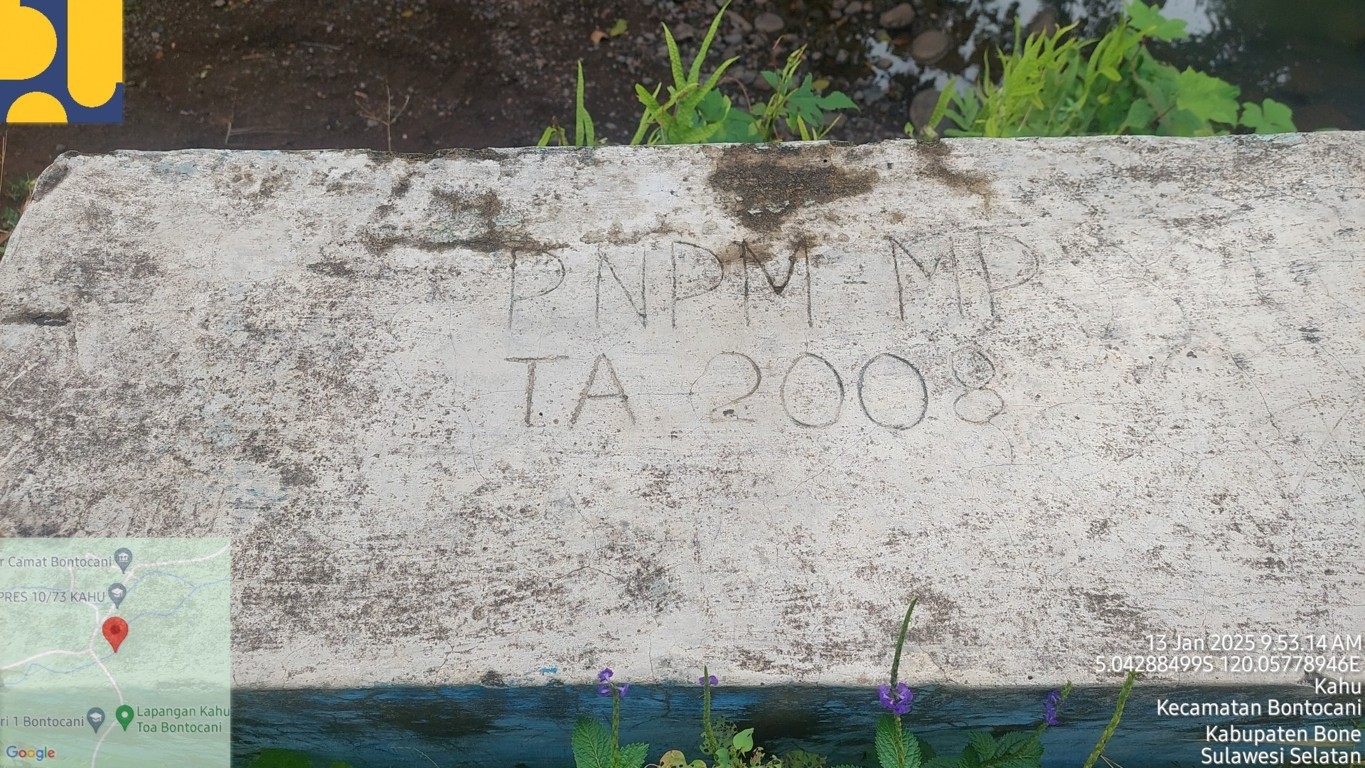 PNPM-MP
TA 2008
r Camat Bontocani
PRES 10/73 KAHU
ri 1 Bontocani
Lapangan Kahu
Toa Bontocani
Google
13 Jan 2025 9.53.14 AM
5.04288499S 120.05778946E
Kahu
Kecamatan Bontocani
Kabupaten Bone
Sulawesi Selatan